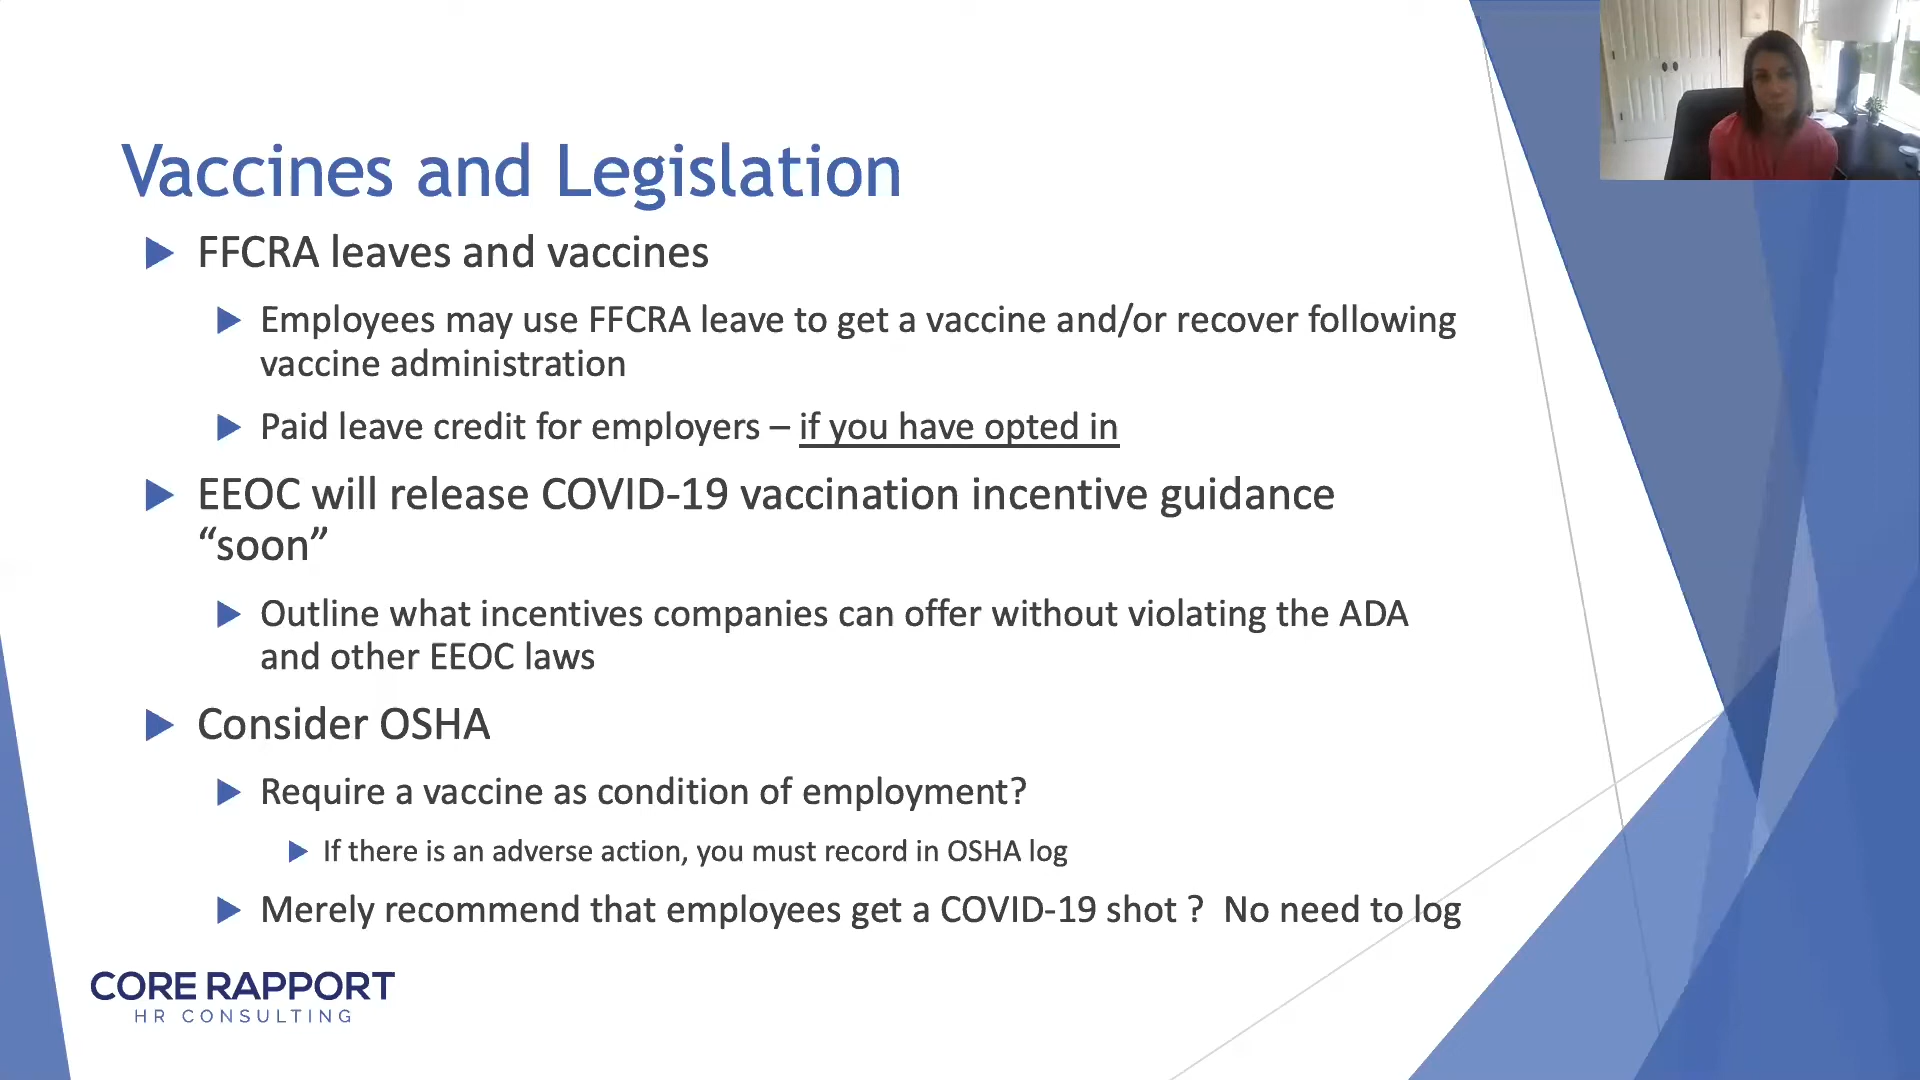 Vaccines and Legislation
FFCRA leaves and vaccines
Employees may use FFCRA leave to get a vaccine and/or recover following
vaccine administration
Paid leave credit for employers – if you have opted in
EEOC will release COVID-19 vaccination incentive guidance
“soon”
Outline what incentives companies can offer without violating the ADA
and other EEOC laws
Consider OSHA
Require a vaccine as condition of employment?
If there is an adverse action, you must record in OSHA log
Merely recommend that employees get a COVID-19 shot ?  No need to log
CORE RAPPORT
HR CONSULTING